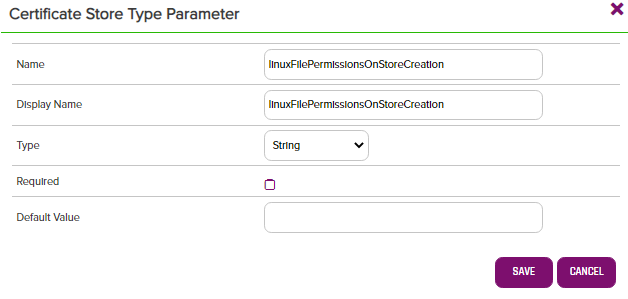 Certificate Store Type Parameter
Name linuxFilePermissionsOnStoreCreation
Display Name linuxFilePermissionsOnStoreCreation
Type String
Required
Default Value
SAVE CANCEL